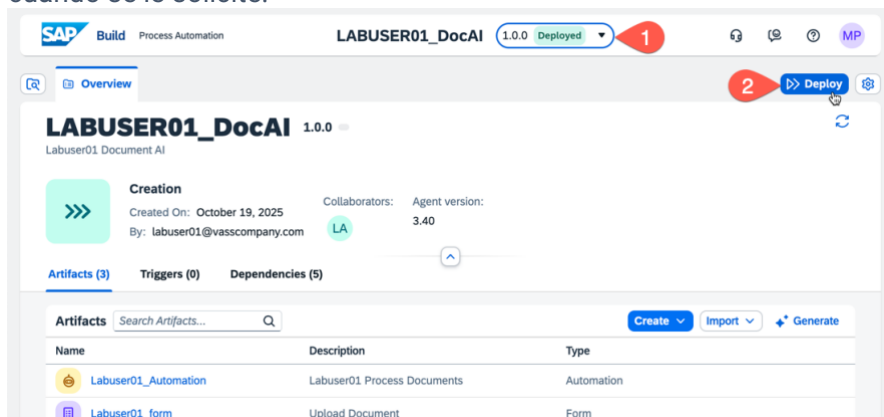 SAP Build Process Automation LABUSER01_DocAI 1.0.0 Deployed 1 MP
Overview 2 Deploy
LABUSER01_DocAI 1.0.0
Labuser01 Document AI
Creation
Created On: October 19, 2025
By: labuser01@vasscompany.com
Collaborators: Agent version:
LA 3.40
Artifacts (3) Triggers (0) Dependencies (5)
Artifacts Search Artifacts... Create Import Generate
Name Description Type
Labuser01_Automation Labuser01 Process Documents Automation
Labuser01_form Upload Document Form